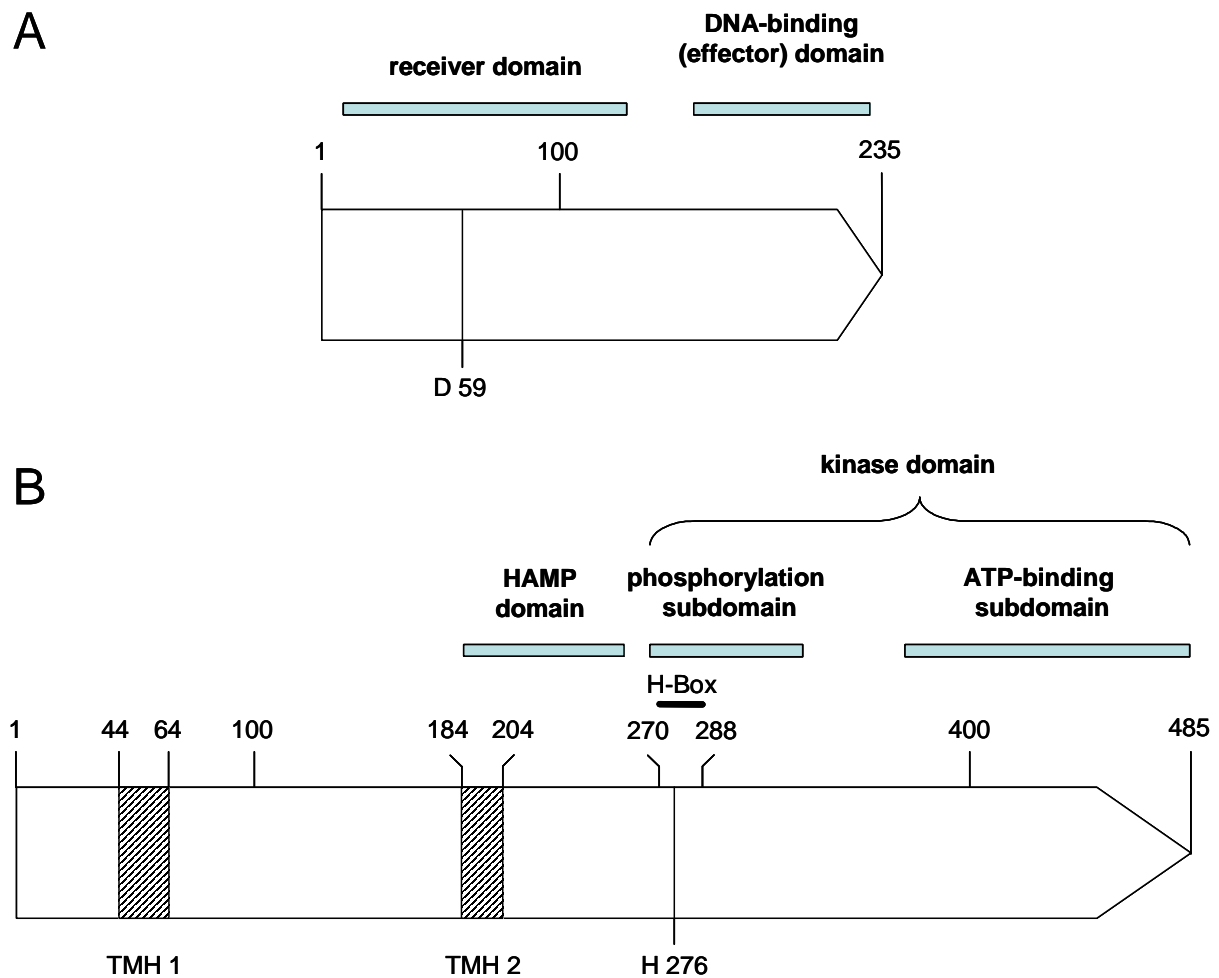 A
receiver domain
DNA-binding
(effector) domain
1
100
235
D 59
B
kinase domain
HAMP
domain
phosphorylation
subdomain
ATP-binding
subdomain
H-Box
1
44
64
100
184
204
270
288
400
485
TMH 1
TMH 2
H 276